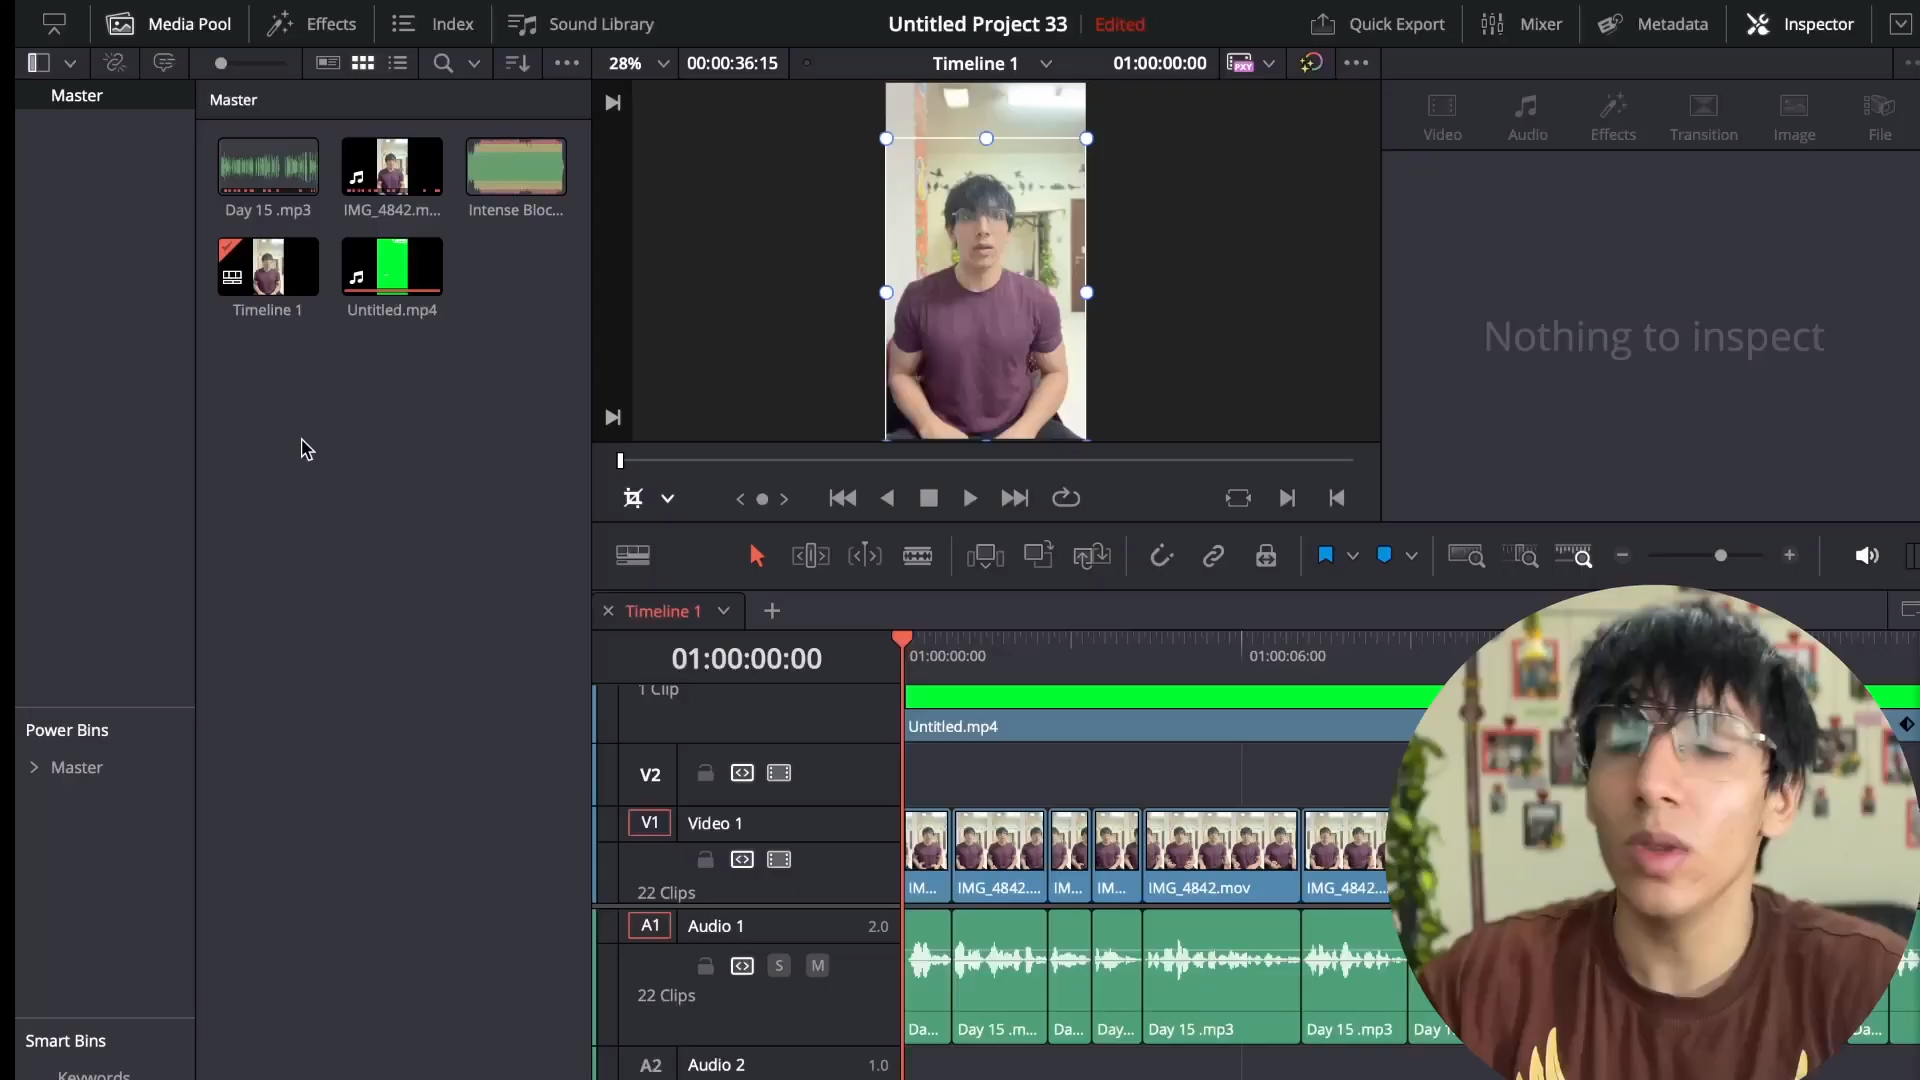 Media Pool
Effects
Index
Sound Library
Untitled Project 33
Edited
Quick Export
Mixer
Metadata
Inspector
28%
00:00:36:15
Timeline 1
01:00:00:00
PXY
Master
Master
Video
Audio
Effects
Transition
Image
File
Day 15 .mp3
IMG_4842.m...
Intense Bloc...
Timeline 1
Untitled.mp4
Nothing to inspect
Timeline 1
01:00:00:00
01:00:00:00
01:00:06:00
1 Clip
Untitled.mp4
Power Bins
Master
V2
V1
Video 1
22 Clips
IM...
IMG_4842....
IM...
IM...
IMG_4842.mov
IMG_4842...
A1
Audio 1
2.0
S
M
22 Clips
Da...
Day 15 .m...
Da...
Day...
Day 15 .mp3
Day 15 .mp3
Smart Bins
Keywords
A2
Audio 2
1.0